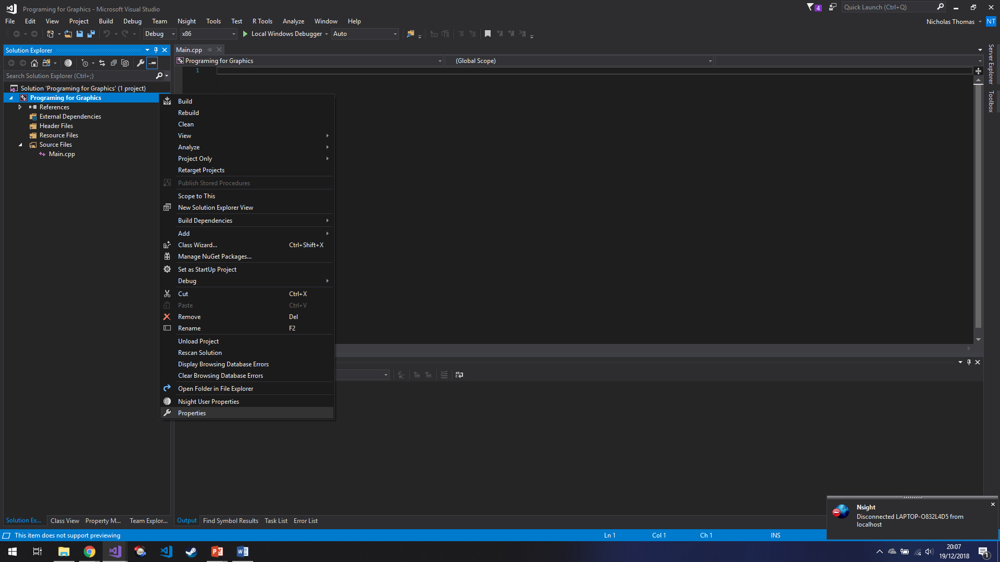 Programing for Graphics - Microsoft Visual Studio
4
Quick Launch (Ctrl+Q)
File Edit View Project Build Debug Team Nsight Tools Test R Tools Analyze Window Help
Nicholas Thomas NT
Debug x86 Local Windows Debugger Auto
Solution Explorer
Main.cpp
Programing for Graphics (Global Scope)
Search Solution Explorer (Ctrl+;)
1
Solution 'Programing for Graphics' (1 project)
Programing for Graphics
References
External Dependencies
Header Files
Resource Files
Source Files
Main.cpp
Build
Rebuild
Clean
View
Analyze
Project Only
Retarget Projects
Publish Stored Procedures
Scope to This
New Solution Explorer View
Build Dependencies
Add
Class Wizard... Ctrl+Shift+X
Manage NuGet Packages...
Set as StartUp Project
Debug
Cut Ctrl+X
Paste Ctrl+V
Remove Del
Rename F2
Unload Project
Rescan Solution
Display Browsing Database Errors
Clear Browsing Database Errors
Open Folder in File Explorer
Nsight User Properties
Properties
Server Explorer
Toolbox
Nsight
Disconnected LAPTOP-O832L4D5 from
localhost
Solution Ex... Class View Property M... Team Explor...
Output Find Symbol Results Task List Error List
This item does not support previewing
Ln 1 Col 1 Ch 1 INS
20:07
19/12/2018
1